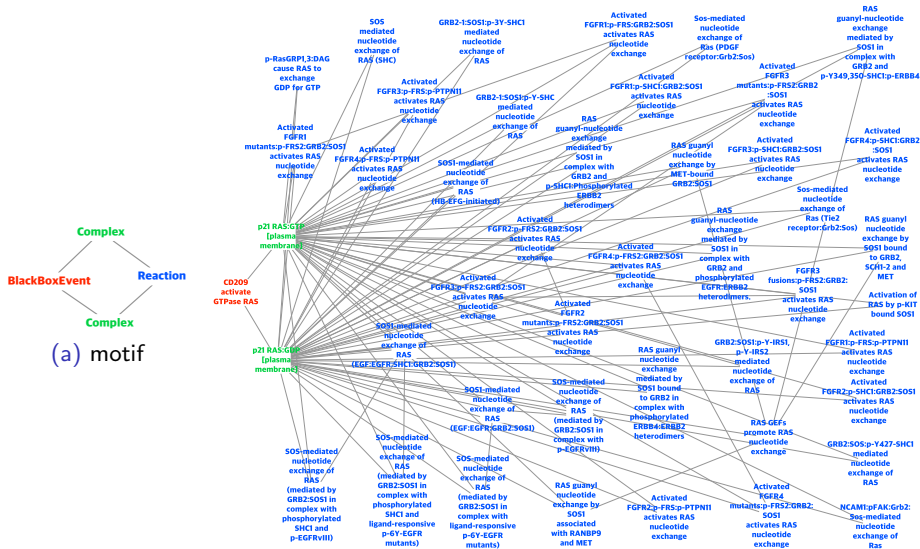 Complex
BlackBoxEvent
Reaction
Complex
(a) motif
p-RasGRP1,3:DAG
cause RAS to
exchange
GDP for GTP
SOS
mediated
nucleotide
exchange of
RAS (SHC)
GRB2-1:SOS1:p-3Y-SHC1
mediated
nucleotide
exchange of
RAS
Activated
FGFR1:p-FRS:GRB2:SOS1
activates RAS
nucleotide
exchange
Sos-mediated
nucleotide
exchange of
Ras (PDGF
receptor:Grb2:Sos)
RAS
guanyl-nucleotide
exchange
mediated by
SOS1 in
complex with
GRB2 and
p-Y349,350-SHC1:p-ERBB4
Activated
FGFR3:p-FRS:p-PTPN11
activates RAS
nucleotide
exchange
GRB2-1:SOS1:p-Y-SHC
mediated
nucleotide
exchange of
RAS
Activated
FGFR1:p-SHC1:GRB2:SOS1
activates RAS
nucleotide
exchange
Activated
FGFR3
mutants:p-FRS2:GRB2
:SOS1
activates RAS
nucleotide
exchange
Activated
FGFR1
mutants:p-FRS2:GRB2:SOS1
activates RAS
nucleotide
exchange
Activated
FGFR4:p-FRS:p-PTPN11
activates RAS
nucleotide
exchange
SOS1-mediated
nucleotide
exchange of
RAS
(HB-EFG-initiated)
RAS
guanyl-nucleotide
exchange
mediated by
SOS1 in
complex with
GRB2 and
p-SHC1:Phosphorylated
ERBB2
heterodimers
RAS guanyl
nucleotide
exchange by
MET-bound
GRB2:SOS1
Activated
FGFR3:p-SHC1:GRB2:SOS1
activates RAS
nucleotide
exchange
Activated
FGFR4:p-SHC1:GRB2
:SOS1
activates RAS
nucleotide
exchange
p21 RAS:GTP
[plasma
membrane]
Activated
FGFR2:p-FRS2:GRB2:SOS1
activates RAS
nucleotide
exchange
RAS
guanyl-nucleotide
exchange
mediated by
SOS1 in
complex with
GRB2 and
phosphorylated
EGFR:ERBB2
heterodimers.
Sos-mediated
nucleotide
exchange of
Ras (Tie2
receptor:Grb2:Sos)
RAS guanyl
nucleotide
exchange by
SOS1 bound
to GRB2,
SCH1-2 and
MET
CD209
activate
GTPase RAS
Activated
FGFR3:p-FRS2:GRB2:SOS1
activates RAS
nucleotide
exchange
Activated
FGFR4:p-FRS2:GRB2:SOS1
activates RAS
nucleotide
exchange
FGFR3
fusions:p-FRS2:GRB2:
SOS1
activates RAS
nucleotide
exchange
Activation of
RAS by p-KIT
bound SOS1
p21 RAS:GDP
[plasma
membrane]
SOS1-mediated
nucleotide
exchange of
RAS
(EGF:EGFR:SHC1:GRB2:SOS1)
Activated
FGFR2
mutants:p-FRS2:GRB2:SOS1
activates RAS
nucleotide
exchange
RAS guanyl
nucleotide
exchange
mediated by
SOS1 bound
to GRB2 in
complex with
phosphorylated
ERBB4:ERBB2
heterodimers
GRB2:SOS1:p-Y-IRS1,
p-Y-IRS2
mediated
nucleotide
exchange of
RAS
Activated
FGFR1:p-FRS:p-PTPN11
activates RAS
nucleotide
exchange
SOS1-mediated
nucleotide
exchange of
RAS
(EGF:EGFR:GRB2:SOS1)
SOS-mediated
nucleotide
exchange of
RAS
(mediated by
GRB2:SOS1 in
complex with
p-EGFRvIII)
Activated
FGFR2:p-SHC1:GRB2:SOS1
activates RAS
nucleotide
exchange
RAS GEFs
promote RAS
nucleotide
exchange
GRB2:SOS:p-Y427-SHC1
mediated
nucleotide
exchange of
RAS
SOS-mediated
nucleotide
exchange of
RAS
(mediated by
GRB2:SOS1 in
complex with
phosphorylated
SHC1 and
p-EGFRvIII)
SOS-mediated
nucleotide
exchange of
RAS
(mediated by
GRB2:SOS1 in
complex with
phosphorylated
SHC1 and
ligand-responsive
p-6Y-EGFR
mutants)
SOS-mediated
nucleotide
exchange of
RAS
(mediated by
GRB2:SOS1 in
complex with
ligand-responsive
p-6Y-EGFR
mutants)
RAS guanyl
nucleotide
exchange by
SOS1
associated
with RANBP9
and MET
Activated
FGFR2:p-FRS:p-PTPN11
activates RAS
nucleotide
exchange
Activated
FGFR4
mutants:p-FRS2:GRB2:
SOS1
activates RAS
nucleotide
exchange
NCAM1:pFAK:Grb2:
Sos-mediated
nucleotide
exchange of
Ras